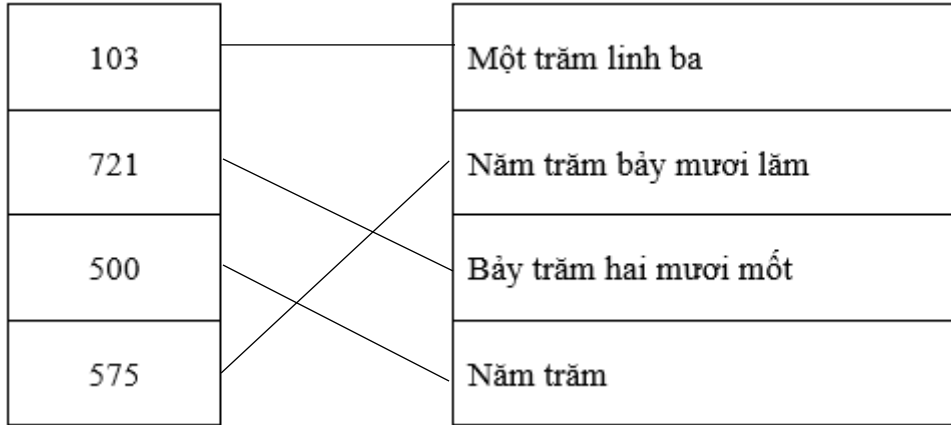 103
Một trăm linh ba
721
Năm trăm bảy mươi lăm
500
Bảy trăm hai mươi mốt
575
Năm trăm